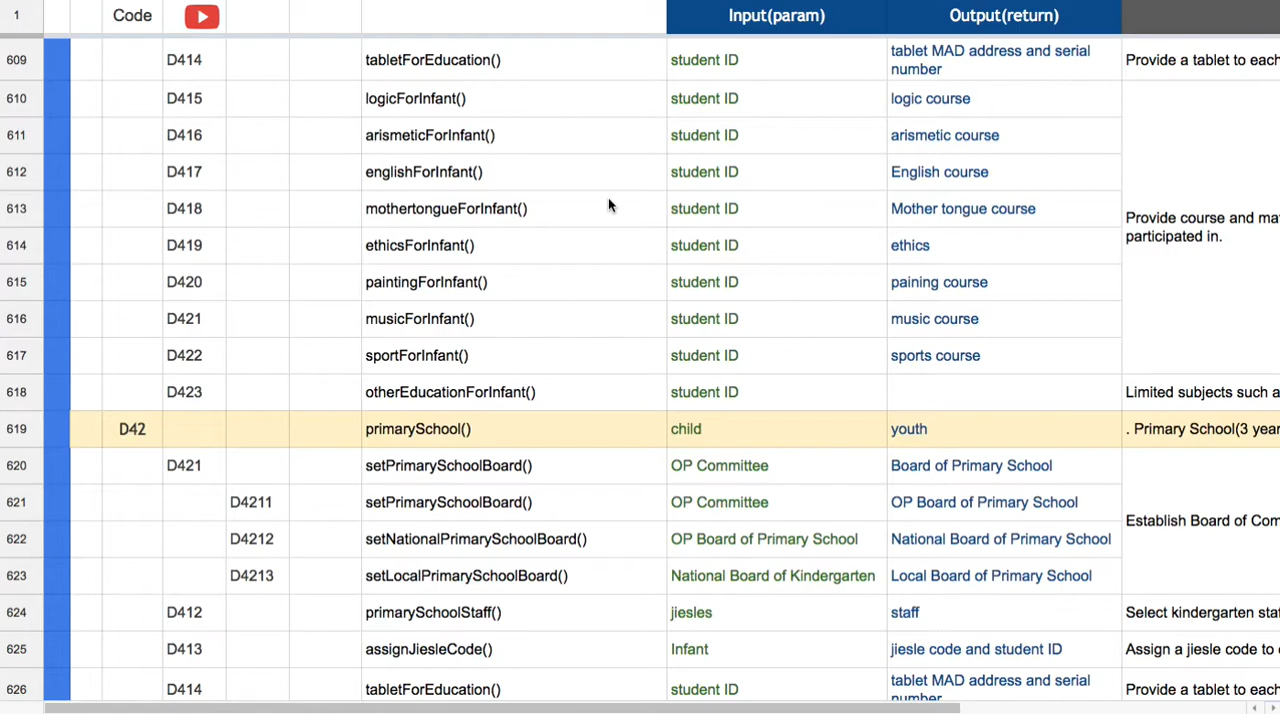 1 Code Input(param) Output(return)
609 D414 tabletForEducation() student ID tablet MAD address and serial number Provide a tablet to each
610 D415 logicForInfant() student ID logic course
611 D416 arismeticForInfant() student ID arismetic course
612 D417 englishForInfant() student ID English course
613 D418 mothertongueForInfant() student ID Mother tongue course Provide course and ma
participated in.
614 D419 ethicsForInfant() student ID ethics
615 D420 paintingForInfant() student ID paining course
616 D421 musicForInfant() student ID music course
617 D422 sportForInfant() student ID sports course
618 D423 otherEducationForInfant() student ID Limited subjects such a
619 D42 primarySchool() child youth . Primary School(3 year
620 D421 setPrimarySchoolBoard() OP Committee Board of Primary School
621 D4211 setPrimarySchoolBoard() OP Committee OP Board of Primary School Establish Board of Com
622 D4212 setNationalPrimarySchoolBoard() OP Board of Primary School National Board of Primary School
623 D4213 setLocalPrimarySchoolBoard() National Board of Kindergarten Local Board of Primary School
624 D412 primarySchoolStaff() jiesles staff Select kindergarten sta
625 D413 assignJiesleCode() Infant jiesle code and student ID Assign a jiesle code to
626 D414 tabletForEducation() student ID tablet MAD address and serial number Provide a tablet to each